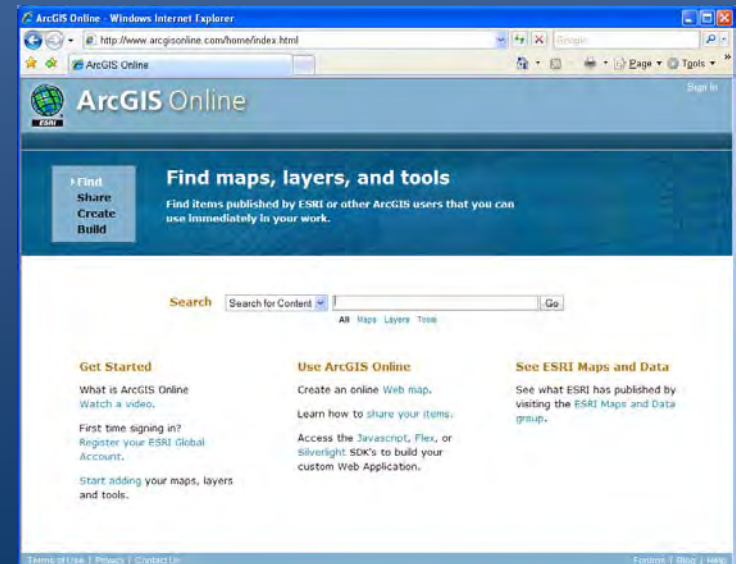 ArcGIS Online - Windows Internet Explorer
http://www.arcgisonline.com/home/index.html
Google
ArcGIS Online
Page
Tools
Sign In
ESRI
ArcGIS Online
Find
Share
Create
Build
Find maps, layers, and tools
Find items published by ESRI or other ArcGIS users that you can
use immediately in your work.
Search
Search for Content
Go
All Maps Layers Tools
Get Started
What is ArcGIS Online
Watch a video.
First time signing in?
Register your ESRI Global
Account.
Start adding your maps, layers
and tools.
Use ArcGIS Online
Create an online Web map.
Learn how to share your items.
Access the Javascript, Flex, or
Silverlight SDK's to build your
custom Web Application.
See ESRI Maps and Data
See what ESRI has published by
visiting the ESRI Maps and Data
group.
Terms of Use | Privacy | Contact Us
Forums | Blog | Help